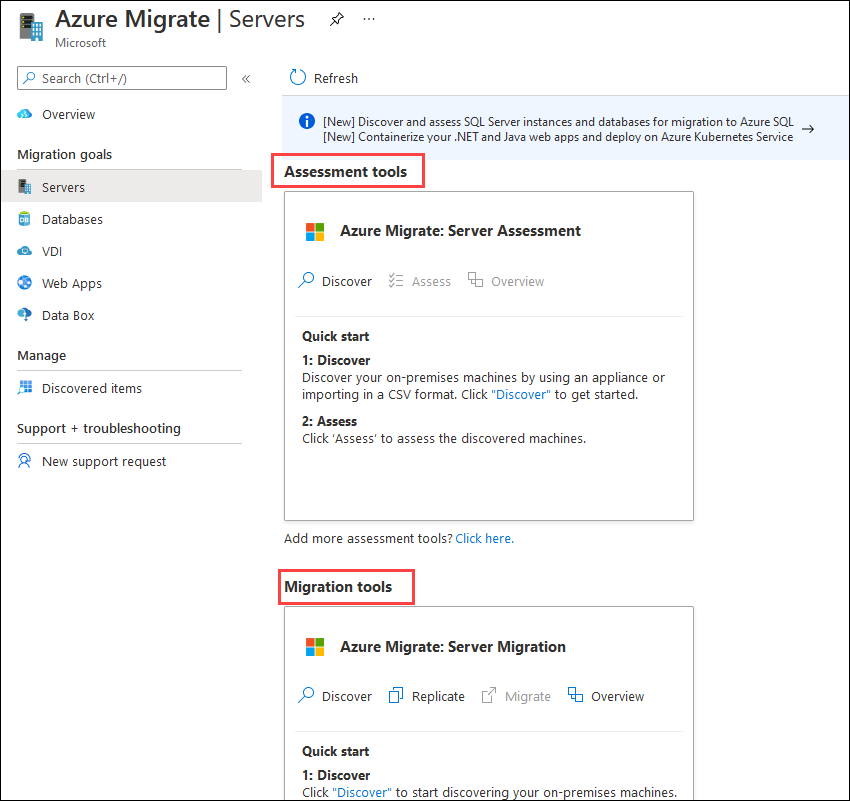 Azure Migrate | Servers
Microsoft
Search (Ctrl+/)
«
Overview
Migration goals
Servers
Databases
VDI
Web Apps
Data Box
Manage
Discovered items
Support + troubleshooting
New support request
Refresh
[New] Discover and assess SQL Server instances and databases for migration to Azure SQL
[New] Containerize your .NET and Java web apps and deploy on Azure Kubernetes Service
Assessment tools
Azure Migrate: Server Assessment
Discover Assess Overview
Quick start
1: Discover
Discover your on-premises machines by using an appliance or
importing in a CSV format. Click "Discover" to get started.
2: Assess
Click 'Assess' to assess the discovered machines.
Add more assessment tools? Click here.
Migration tools
Azure Migrate: Server Migration
Discover Replicate Migrate Overview
Quick start
1: Discover
Click "Discover" to start discovering your on-premises machines.